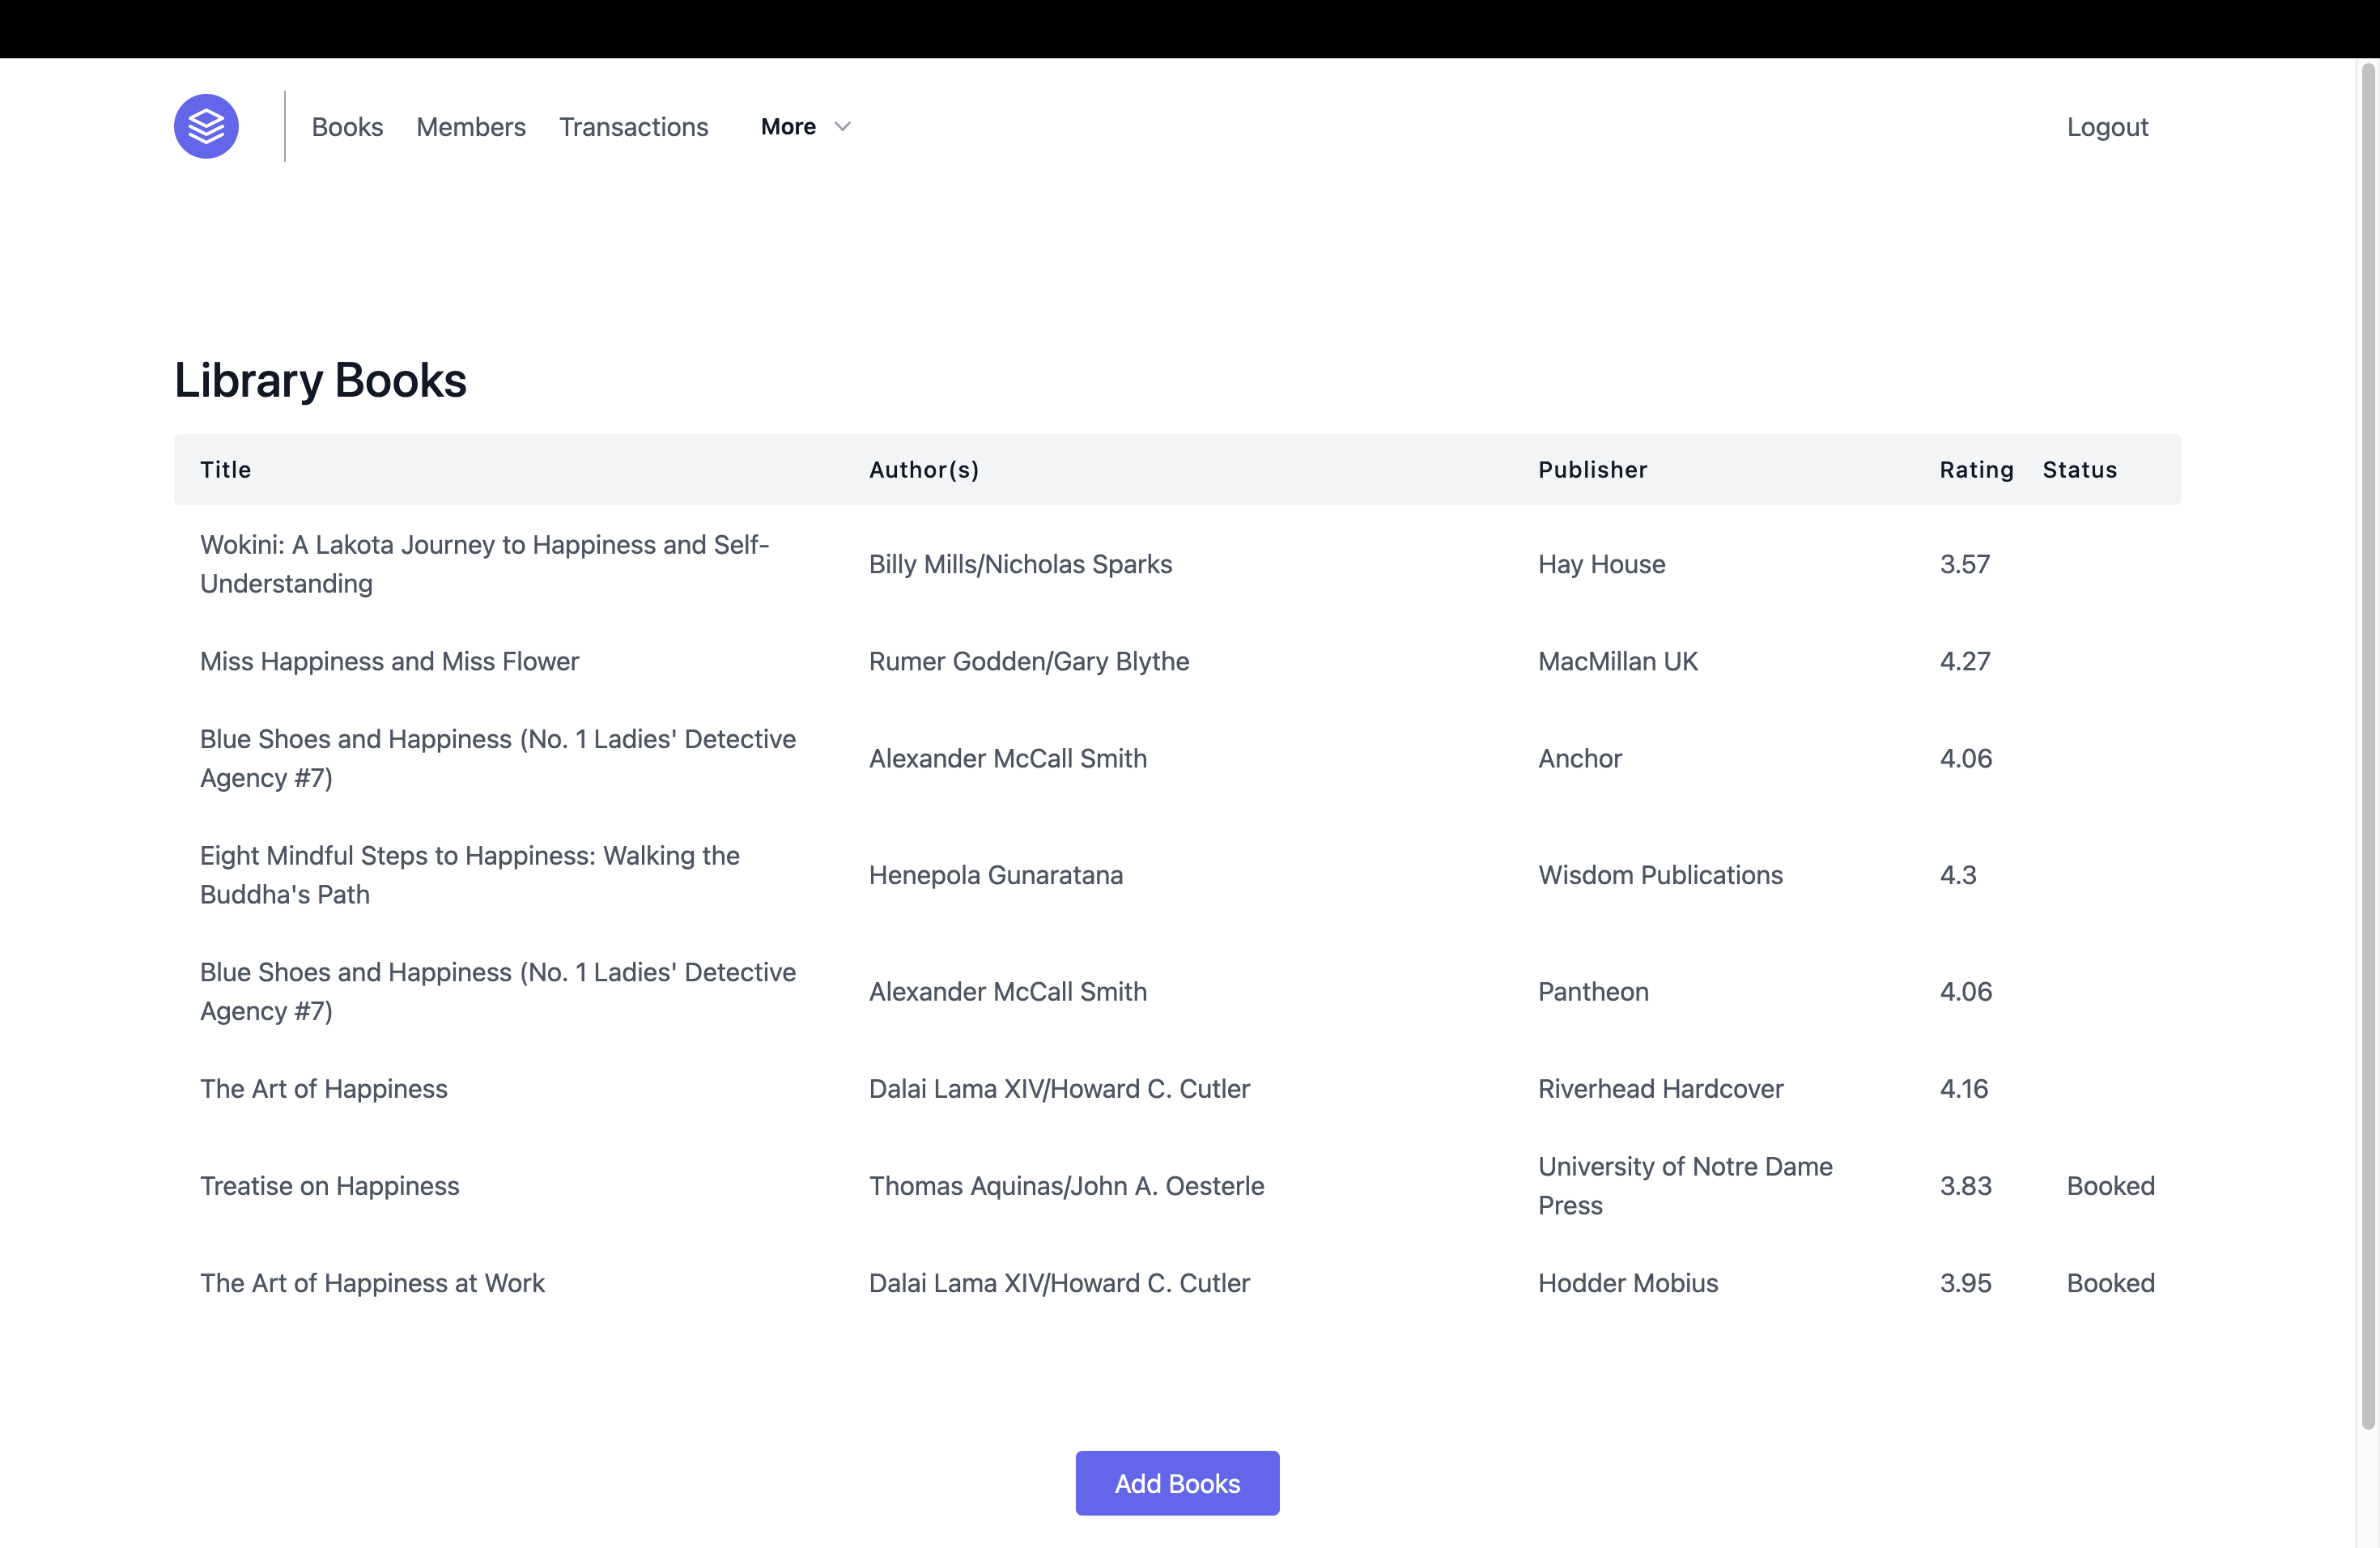 Books Members Transactions More Logout
Library Books
Title Author(s) Publisher Rating Status
Wokini: A Lakota Journey to Happiness and Self-
Understanding
Billy Mills/Nicholas Sparks Hay House 3.57
Miss Happiness and Miss Flower Rumer Godden/Gary Blythe MacMillan UK 4.27
Blue Shoes and Happiness (No. 1 Ladies' Detective
Agency #7)
Alexander McCall Smith Anchor 4.06
Eight Mindful Steps to Happiness: Walking the
Buddha's Path
Henepola Gunaratana Wisdom Publications 4.3
Blue Shoes and Happiness (No. 1 Ladies' Detective
Agency #7)
Alexander McCall Smith Pantheon 4.06
The Art of Happiness Dalai Lama XIV/Howard C. Cutler Riverhead Hardcover 4.16
Treatise on Happiness Thomas Aquinas/John A. Oesterle University of Notre Dame
Press
3.83 Booked
The Art of Happiness at Work Dalai Lama XIV/Howard C. Cutler Hodder Mobius 3.95 Booked
Add Books